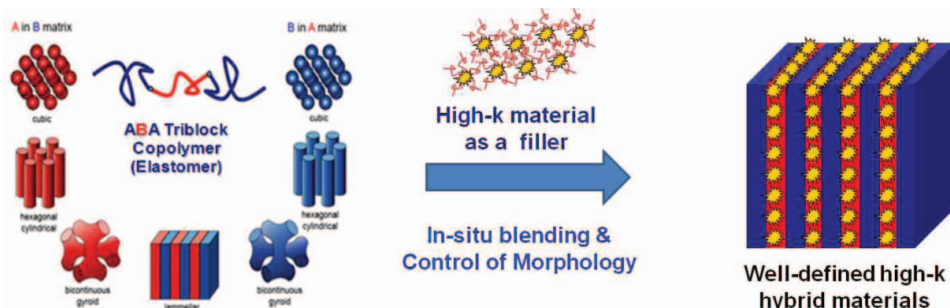 A in B matrix
B in A matrix
cubic
cubic
ABA Triblock
Copolymer
(Elastomer)
hexagonal
cylindrical
hexagonal
cylindrical
bicontinuous
gyroid
lammellar
bicontinuous
gyroid
High-k material
as a filler
In-situ blending &
Control of Morphology
Well-defined high-k
hybrid materials